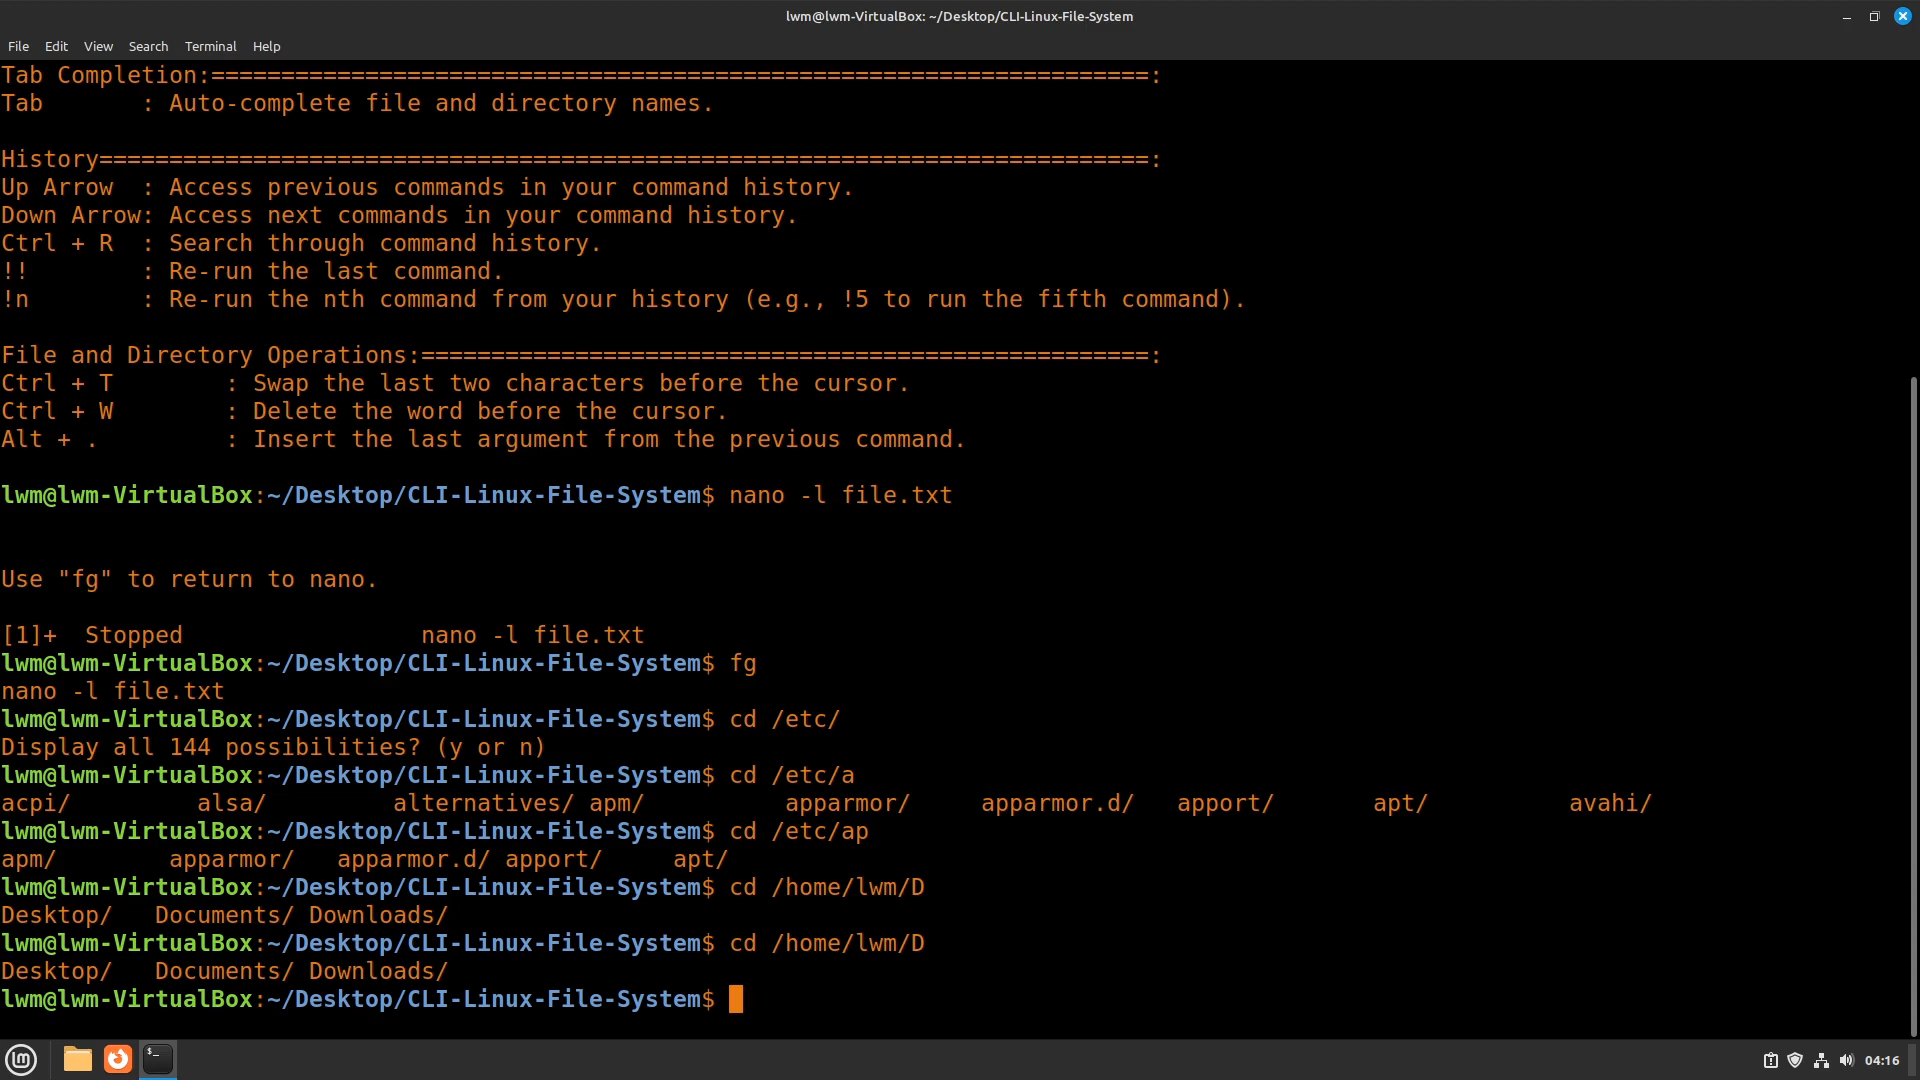 lwm@lwm-VirtualBox: ~/Desktop/CLI-Linux-File-System
File Edit View Search Terminal Help
Tab Completion:===================================================================:
Tab       : Auto-complete file and directory names.
History===========================================================================:
Up Arrow  : Access previous commands in your command history.
Down Arrow: Access next commands in your command history.
Ctrl + R  : Search through command history.
!!        : Re-run the last command.
!n        : Re-run the nth command from your history (e.g., !5 to run the fifth command).
File and Directory Operations:====================================================:
Ctrl + T        : Swap the last two characters before the cursor.
Ctrl + W        : Delete the word before the cursor.
Alt + .         : Insert the last argument from the previous command.
lwm@lwm-VirtualBox:~/Desktop/CLI-Linux-File-System$ nano -l file.txt
Use "fg" to return to nano.
[1]+  Stopped                 nano -l file.txt
lwm@lwm-VirtualBox:~/Desktop/CLI-Linux-File-System$ fg
nano -l file.txt
lwm@lwm-VirtualBox:~/Desktop/CLI-Linux-File-System$ cd /etc/
Display all 144 possibilities? (y or n)
lwm@lwm-VirtualBox:~/Desktop/CLI-Linux-File-System$ cd /etc/a
acpi/         alsa/         alternatives/ apm/          apparmor/     apparmor.d/   apport/       apt/          avahi/
lwm@lwm-VirtualBox:~/Desktop/CLI-Linux-File-System$ cd /etc/ap
apm/        apparmor/   apparmor.d/ apport/     apt/
lwm@lwm-VirtualBox:~/Desktop/CLI-Linux-File-System$ cd /home/lwm/D
Desktop/   Documents/ Downloads/
lwm@lwm-VirtualBox:~/Desktop/CLI-Linux-File-System$ cd /home/lwm/D
Desktop/   Documents/ Downloads/
lwm@lwm-VirtualBox:~/Desktop/CLI-Linux-File-System$
$_
04:16